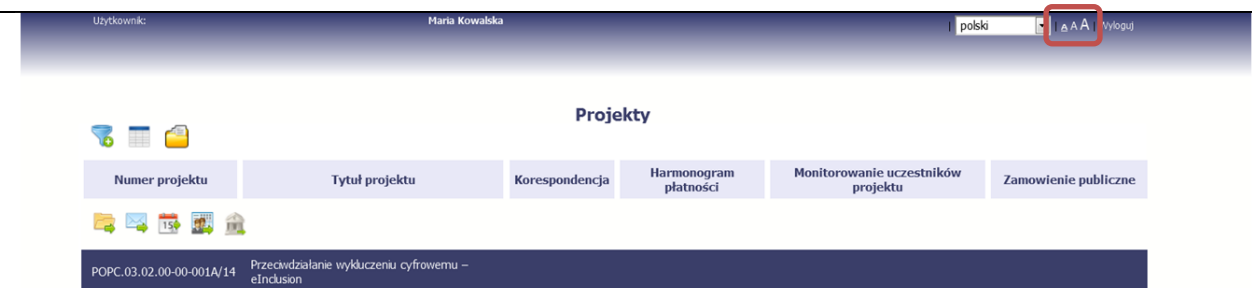 Użytkownik: Maria Kowalska | polski | A A A | Wyloguj
Projekty
Numer projektu Tytuł projektu Korespondencja Harmonogram płatności Monitorowanie uczestników projektu Zamowienie publiczne
15
POPC.03.02.00-00-001A/14 Przeciwdziałanie wykluczeniu cyfrowemu –
eInclusion